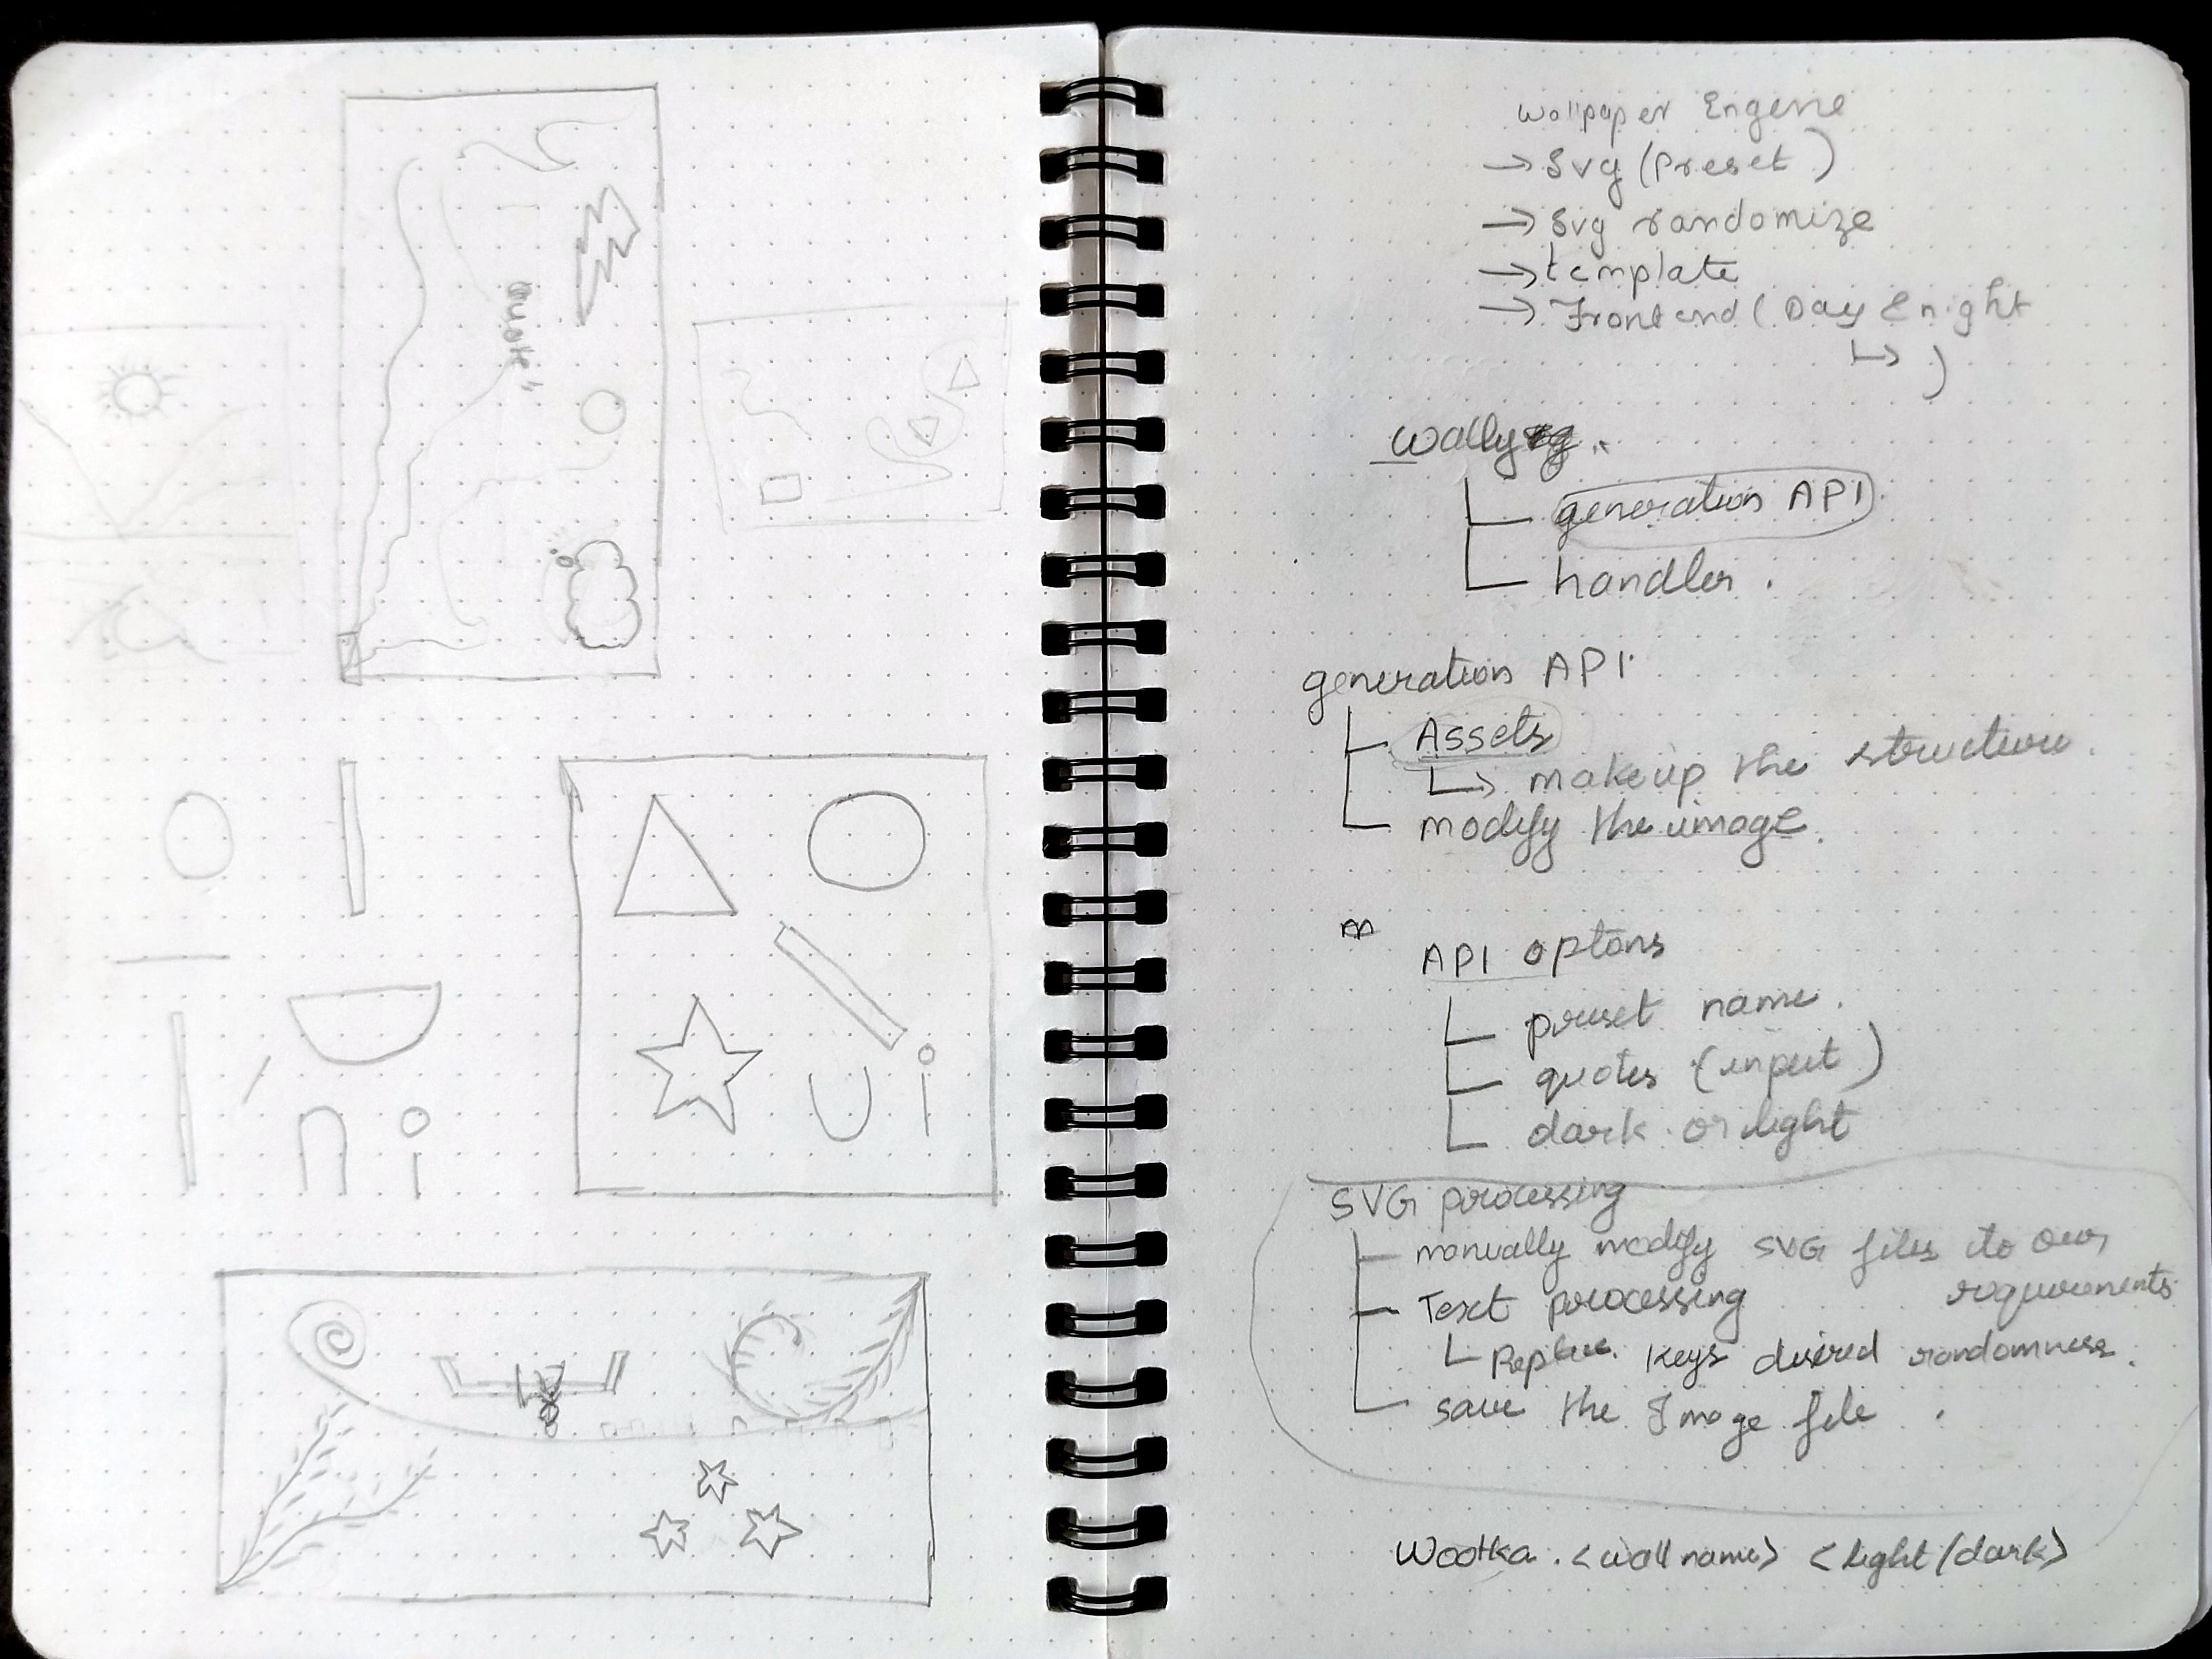 "Quote"
Wallpaper Engene
→ Svg (Preset)
→ Svg randomize
→ template
→ Frontend (Day & night
↳ )
wally
generation API
handler.
generation API
Assets
↳ makeup the structure.
modify the image.
m
API optons
preset name.
quotes (input)
dark or light
SVG processing
manually modify SVG files to our
requirements
Text processing
Replace keys desired randomness.
save the Image file.
Wootka . <wall name> <light/dark>